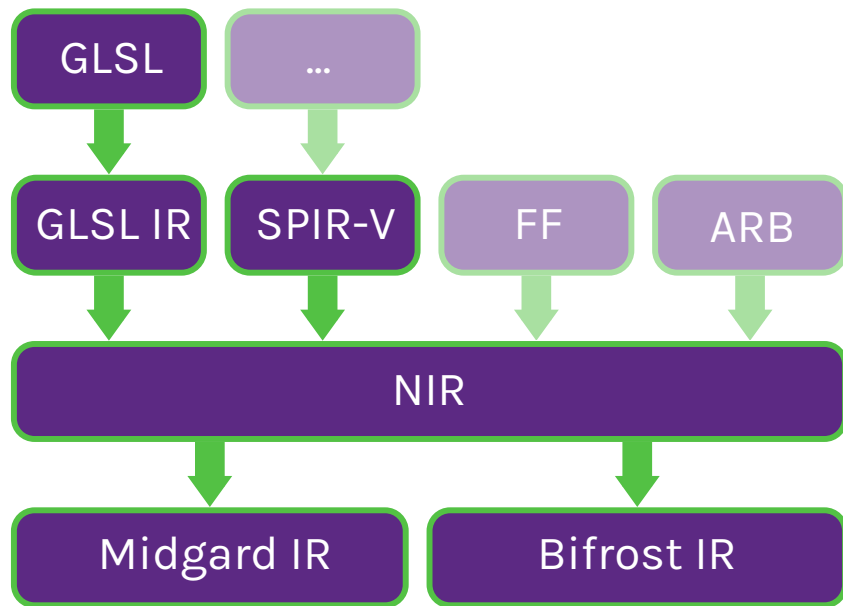 GLSL
...
GLSL IR
SPIR-V
FF
ARB
NIR
Midgard IR
Bifrost IR